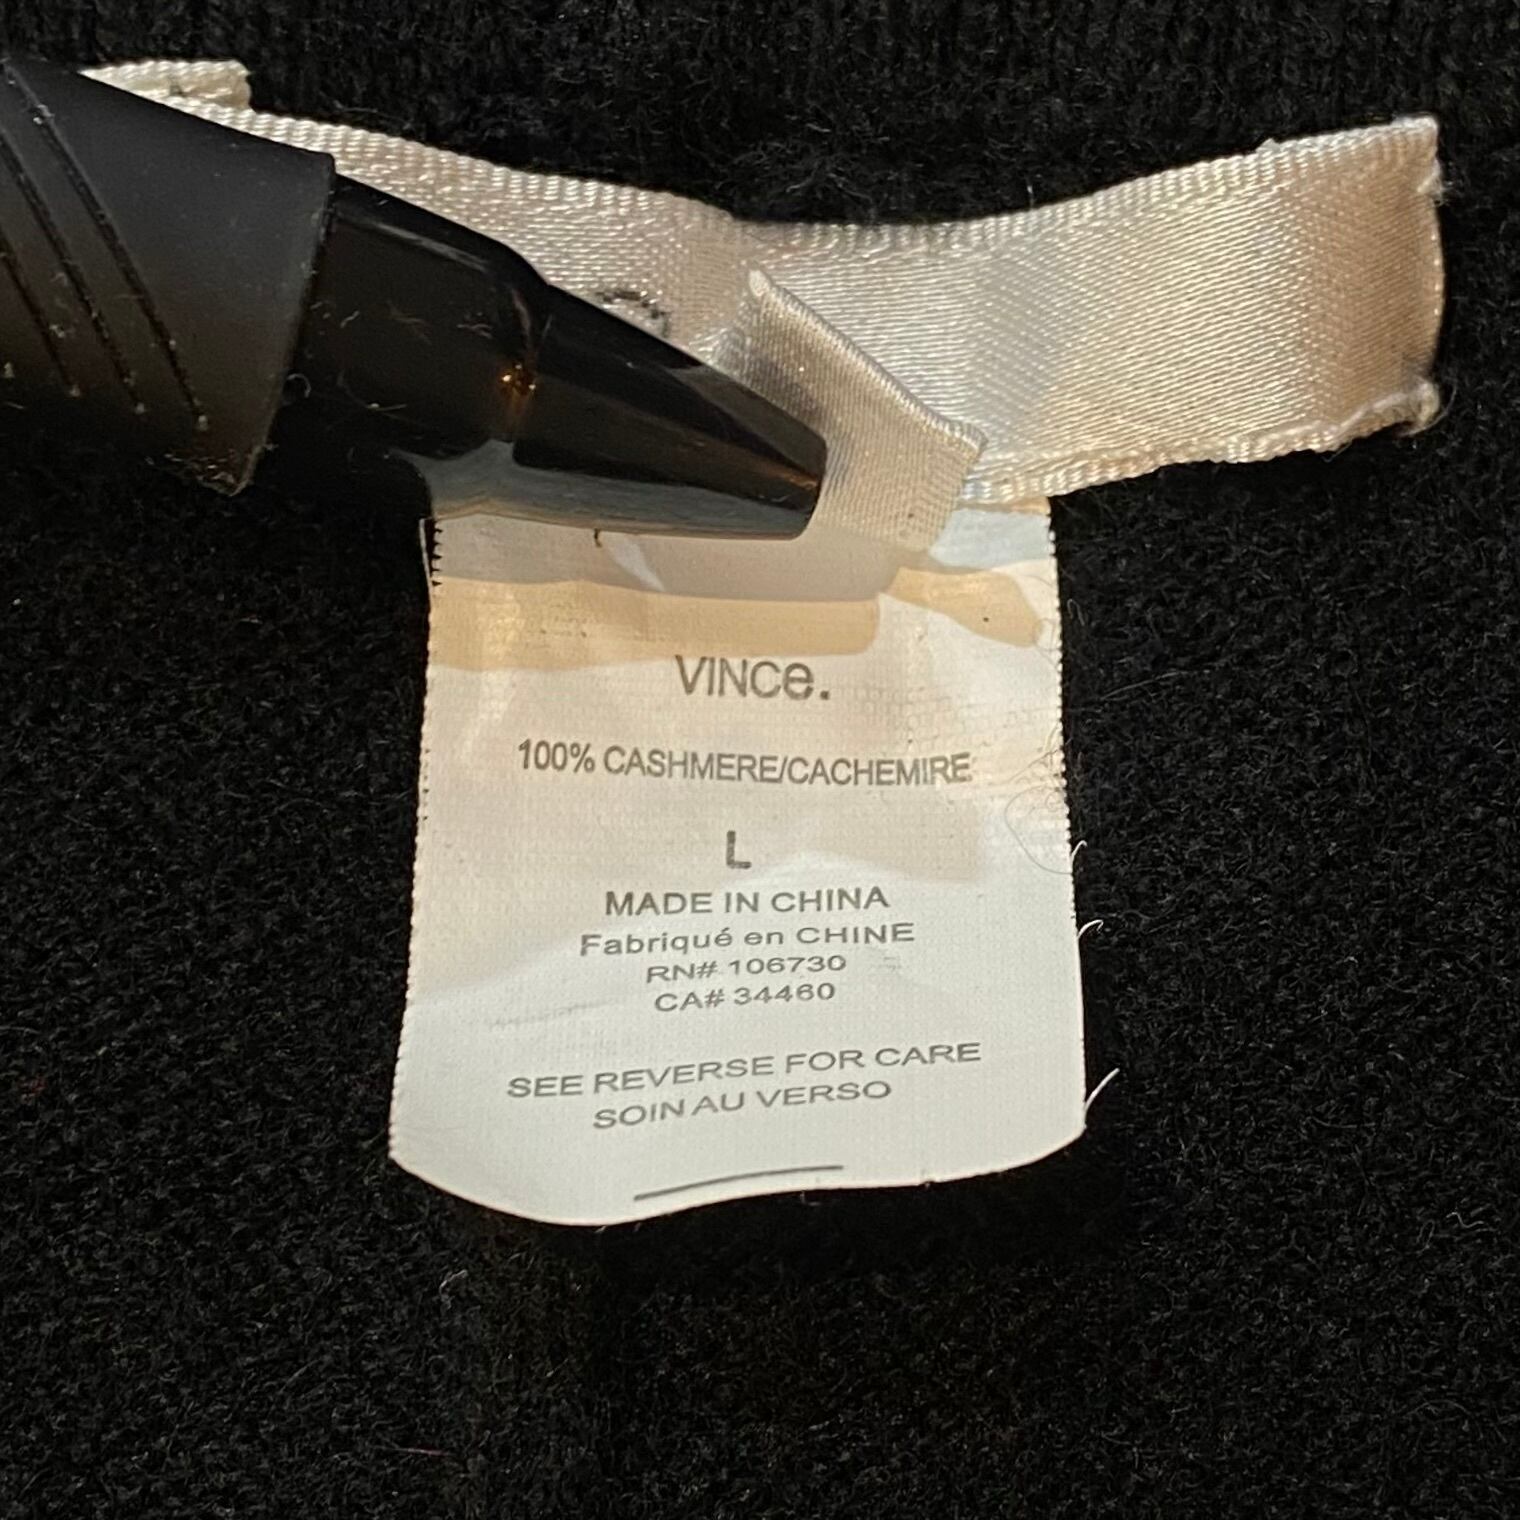 VINCe.
100% CASHMERE/CACHEMIRE
L
MADE IN CHINA
Fabriqué en CHINE
RN# 106730
CA# 34460
SEE REVERSE FOR CARE
SOIN AU VERSO